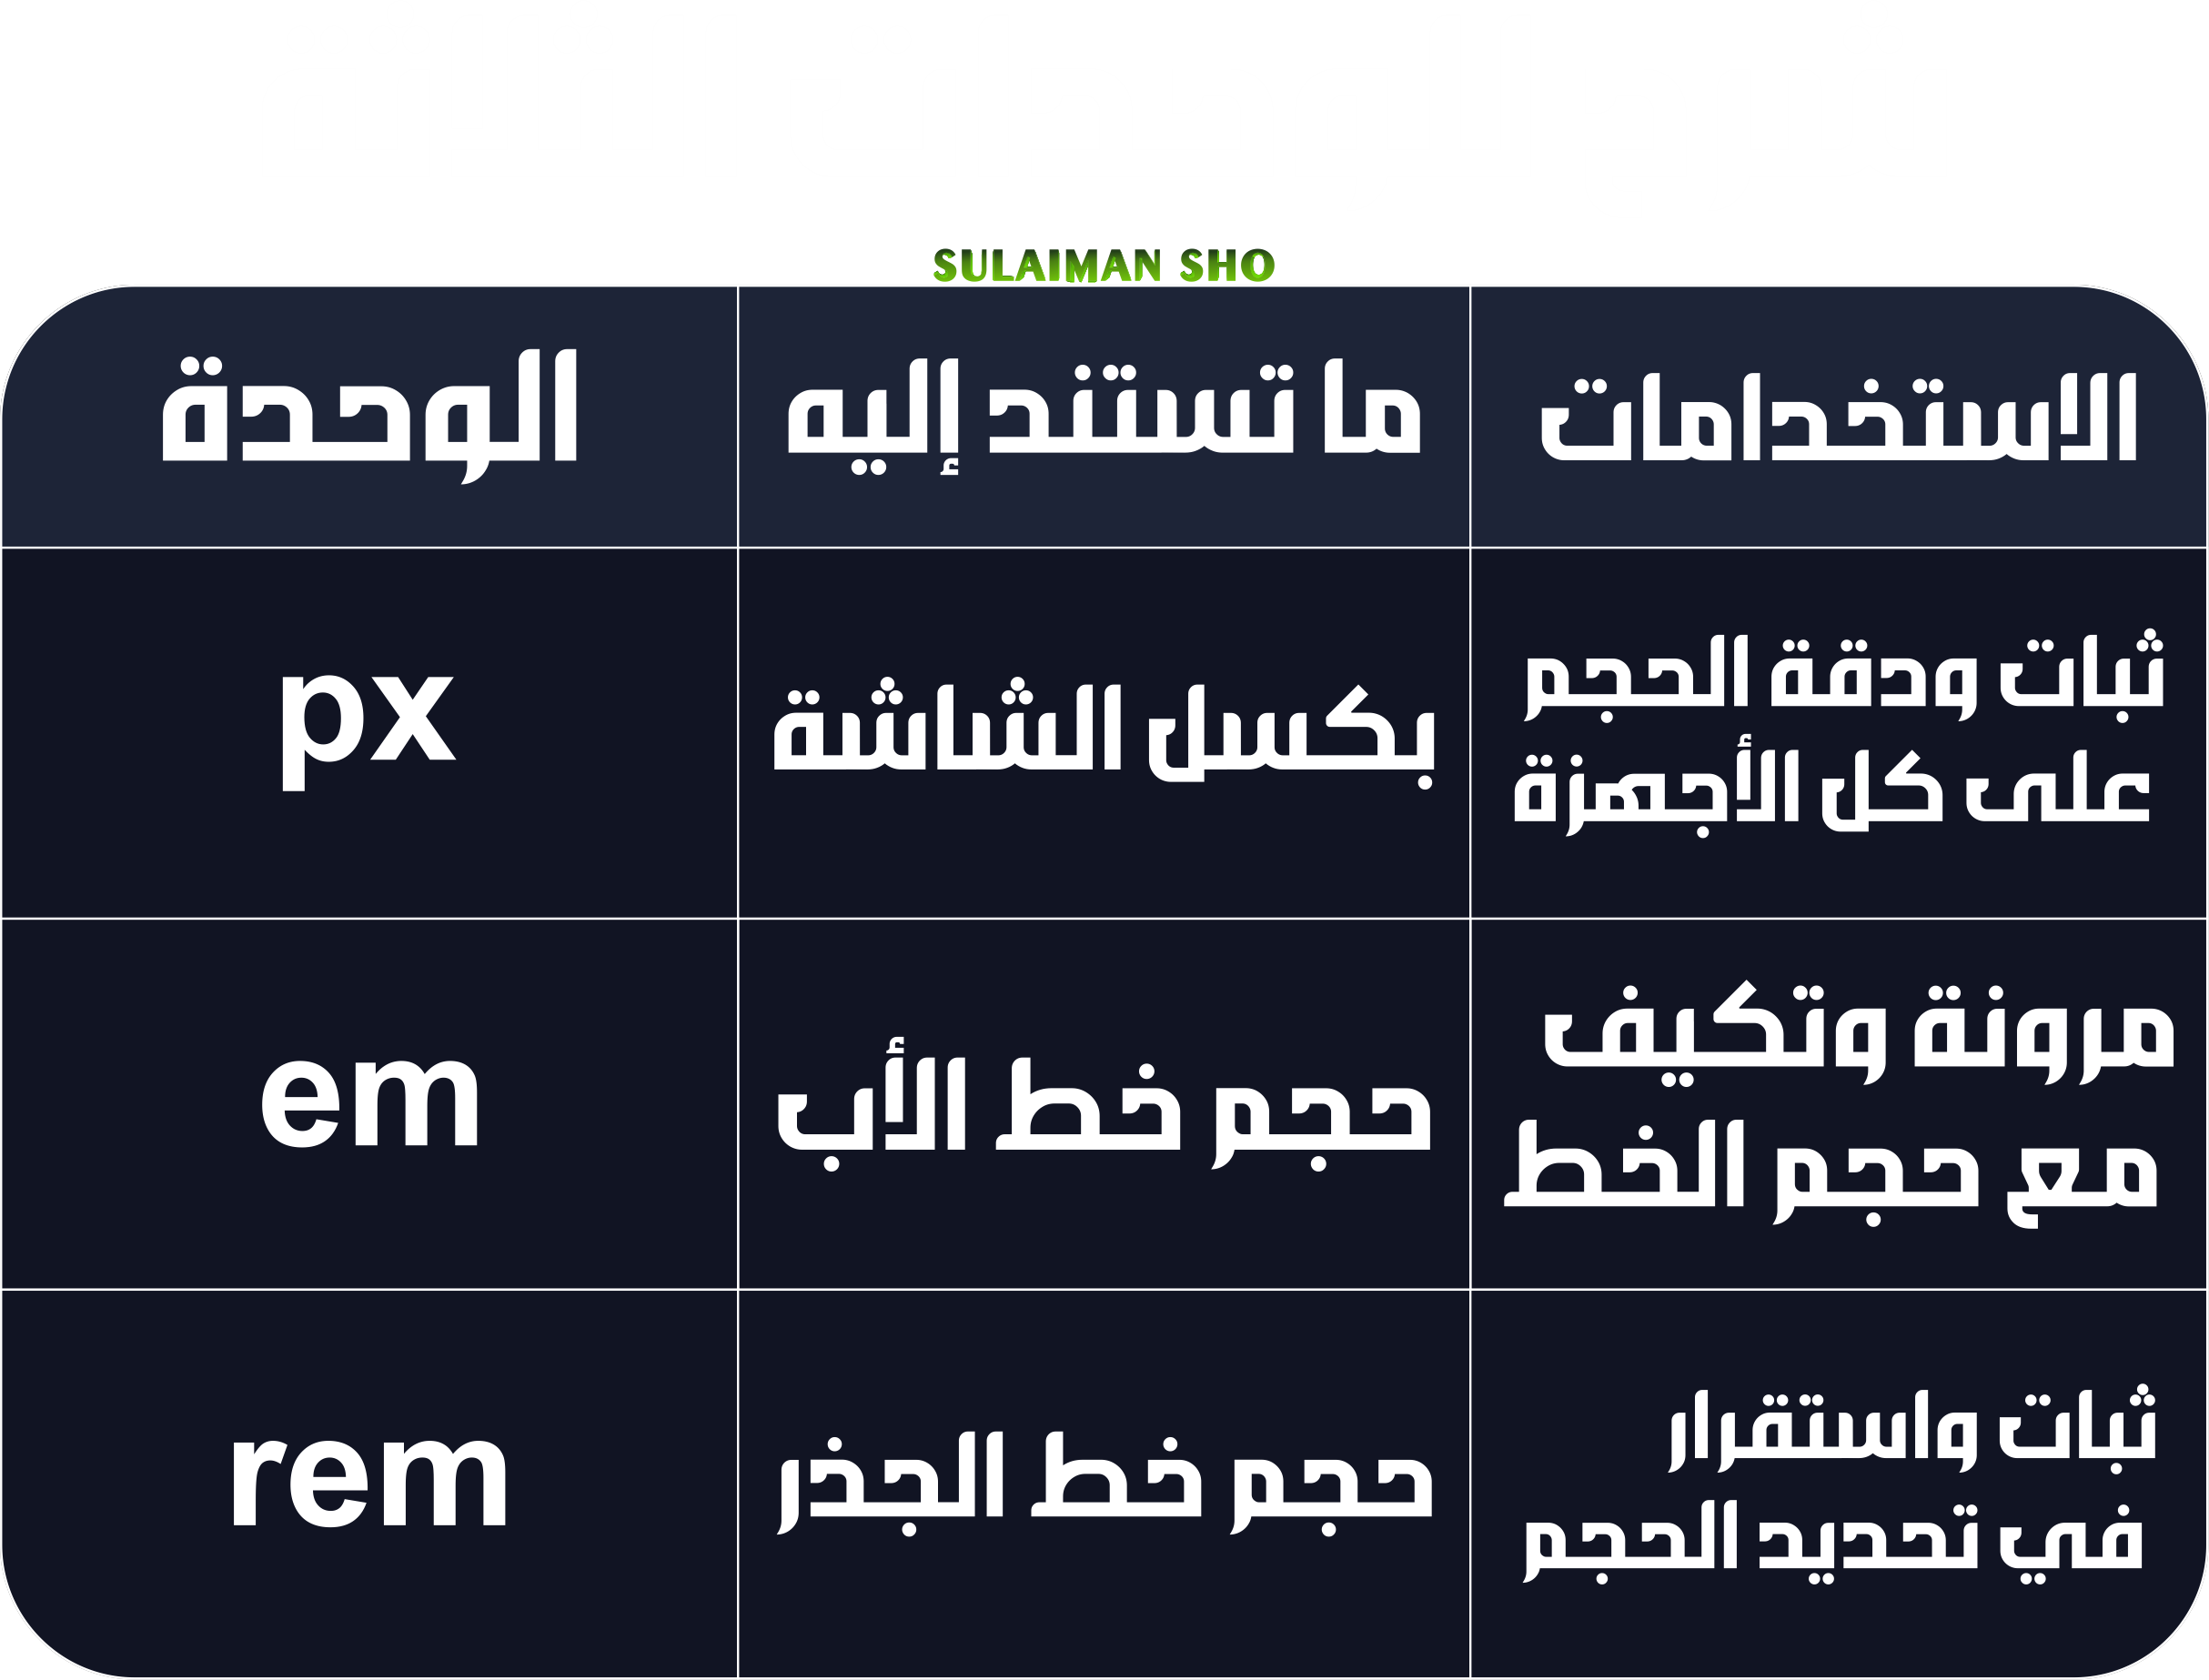 SULAIMAN SHO
الاستخدامات
ما تستند إليه
الوحدة
ثبات ودقة الحجم
على كل الأجهزة
بكسل الشاشة
px
مرونة وتكيف
مع حجم الخط
حجم خط الأب
em
ثبات واستقرار
في تحديد الحجم
حجم خط الجذر
rem